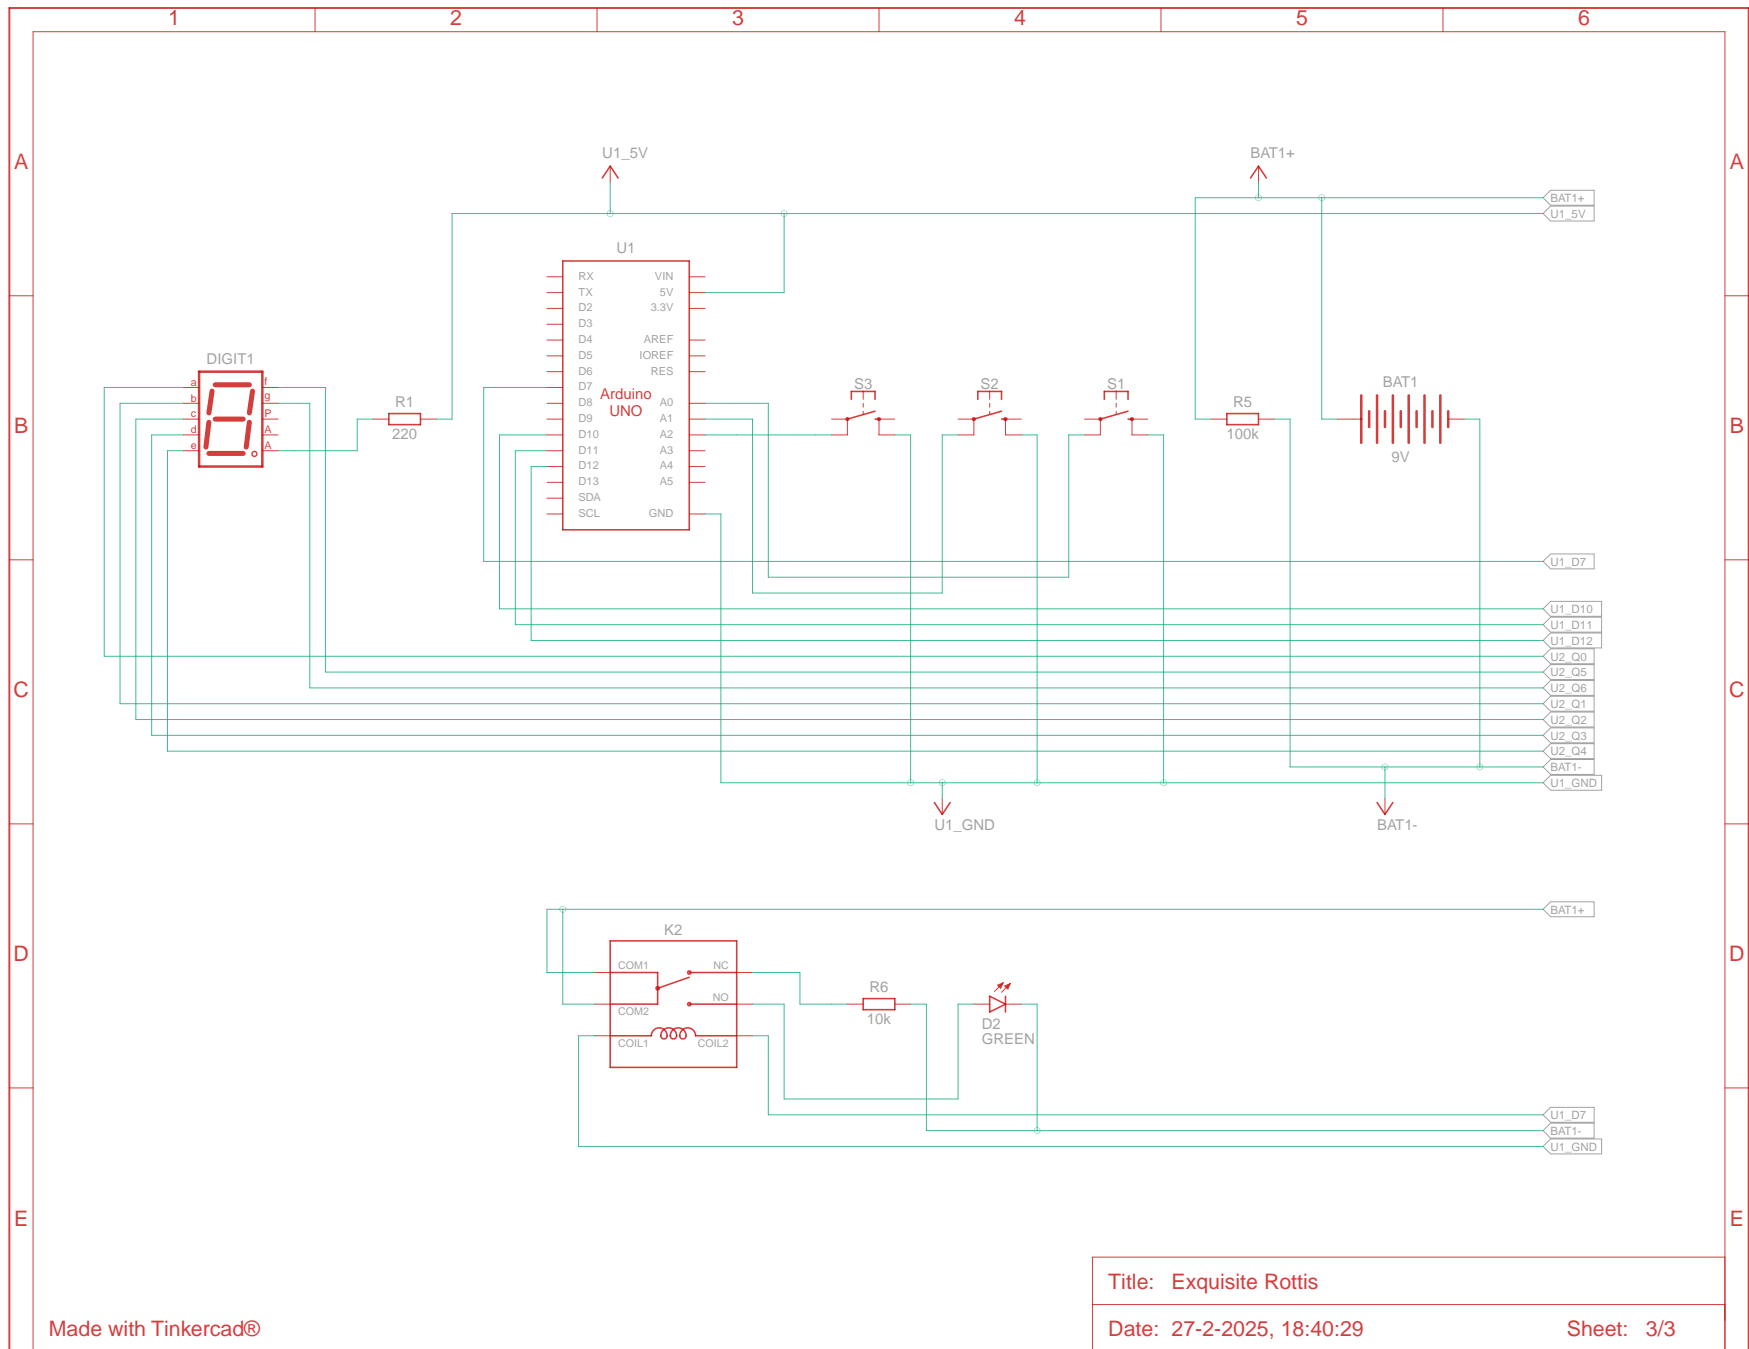 1 2 3 4 5 6
A A
U1_5V BAT1+
BAT1+
U1_5V
U1
RX VIN
TX 5V
D2 3.3V
D3
D4 AREF
D5 IOREF
D6 RES
D7
D8 A0
D9 A1
D10 A2
D11 A3
D12 A4
D13 A5
SDA
SCL GND
Arduino
UNO
B B
DIGIT1
a f
b g
c P
d A
e A
R1
220
S3 S2 S1
R5
100k
BAT1
9V
U1_D7
U1_D10
U1_D11
U1_D12
U2_Q0
U2_Q5
U2_Q6
U2_Q1
U2_Q2
U2_Q3
U2_Q4
BAT1-
U1_GND
C C
U1_GND BAT1-
BAT1+
D D
K2
COM1 NC
NO
COM2
COIL1 COIL2
R6
10k
D2
GREEN
U1_D7
BAT1-
U1_GND
E E
Title: Exquisite Rottis
Made with Tinkercad®
Date: 27-2-2025, 18:40:29 Sheet: 3/3